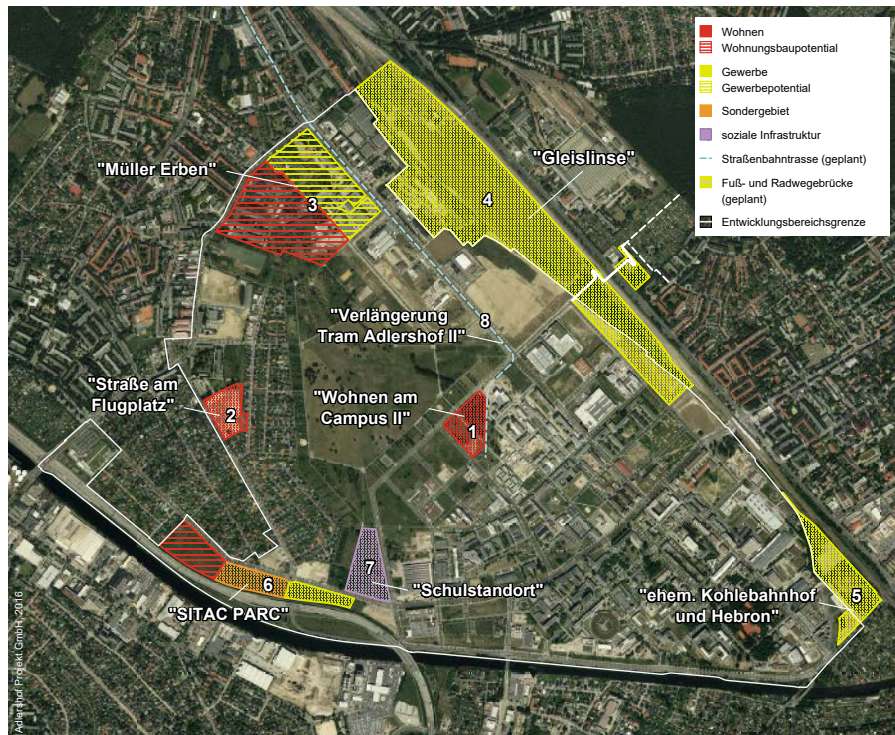 Wohnen
Wohnungsbaupotential
Gewerbe
Gewerbepotential
Sondergebiet
soziale Infrastruktur
Straßenbahntrasse (geplant)
Fuß- und Radwegebrücke
(geplant)
Entwicklungsbereichsgrenze
"Müller Erben"
3
"Gleislinse"
4
"Verlängerung
Tram Adlershof II"
8
"Straße am
Flugplatz"
2
"Wohnen am
Campus II"
1
6
"SITAC PARC"
7
"Schulstandort"
"ehem. Kohlebahnhof
und Hebron"
5
Adlershof Projekt GmbH, 2016